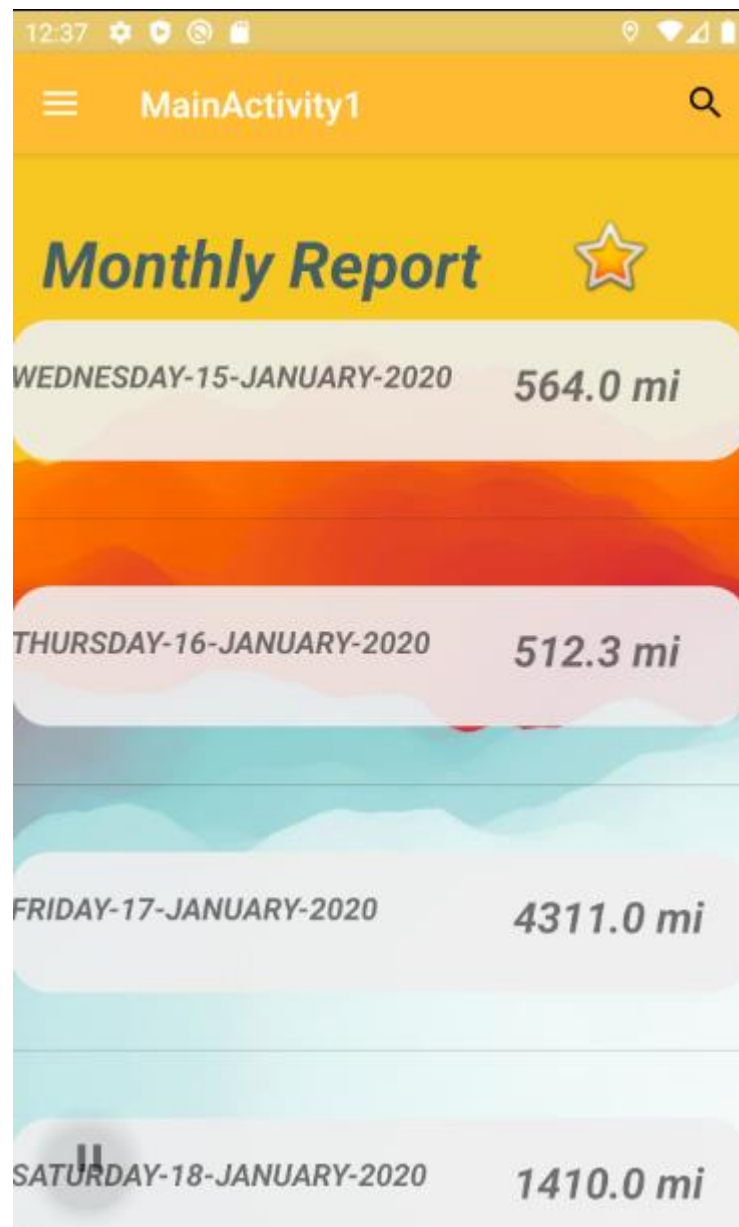 12:37
MainActivity1
Monthly Report
WEDNESDAY-15-JANUARY-2020 564.0 mi
THURSDAY-16-JANUARY-2020 512.3 mi
FRIDAY-17-JANUARY-2020 4311.0 mi
SATURDAY-18-JANUARY-2020 1410.0 mi